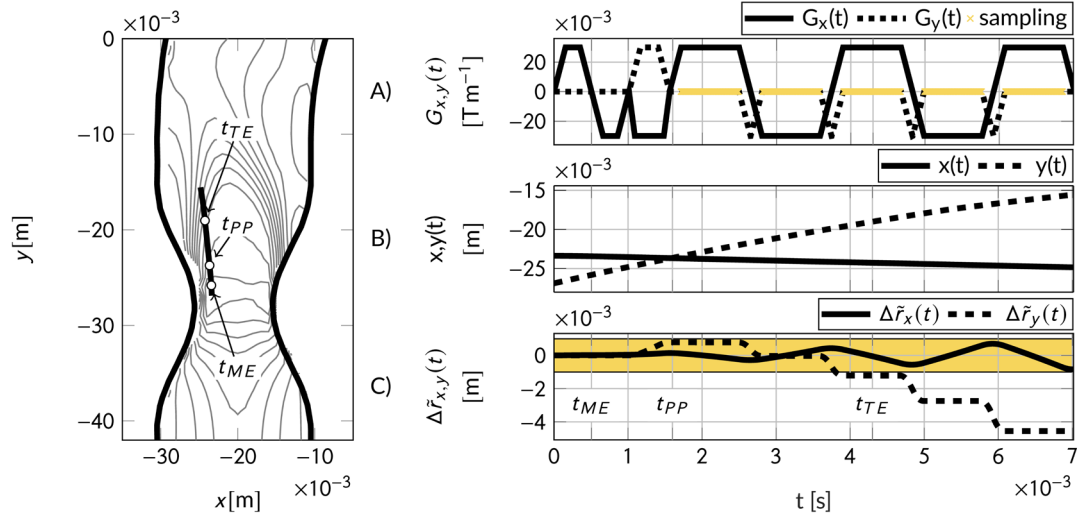 ×10⁻³
0
−10
−20
−30
−40
y[m]
t_TE
t_PP
t_ME
−30 −20 −10
×10⁻³
x[m]
A)
B)
C)
G_x(t) G_y(t) × sampling
×10⁻³
20
0
−20
G_x,y(t)
[T m⁻¹]
x(t) y(t)
×10⁻³
−15
−20
−25
x,y(t)
[m]
Δr̃_x(t) Δr̃_y(t)
×10⁻³
0
−2
−4
Δr̃_x,y(t)
[m]
t_ME t_PP t_TE
0 1 2 3 4 5 6 7
t [s]
×10⁻³